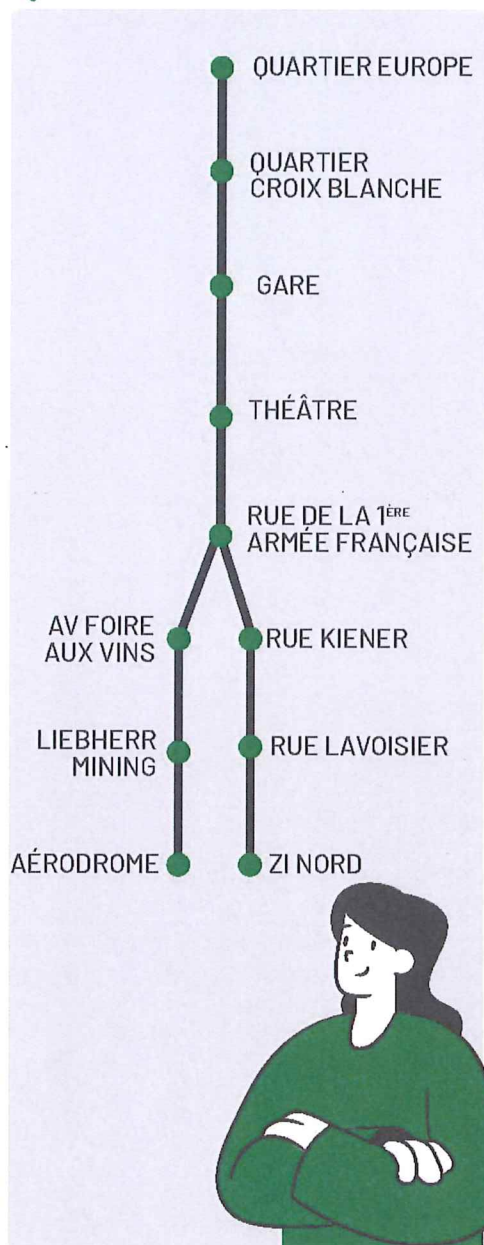 QUARTIER EUROPE
QUARTIER
CROIX BLANCHE
GARE
THÉÂTRE
RUE DE LA 1ÈRE
ARMÉE FRANÇAISE
AV FOIRE
AUX VINS
RUE KIENER
LIEBHERR
MINING
RUE LAVOISIER
AÉRODROME
ZI NORD